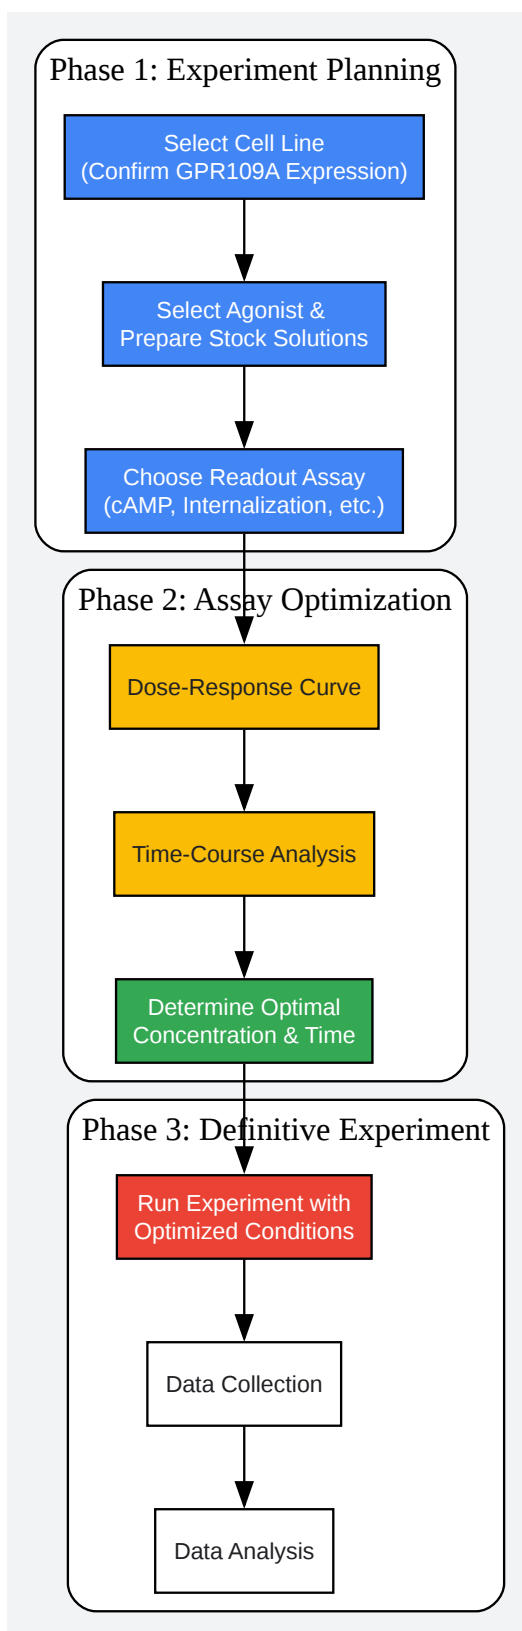 Phase 1: Experiment Planning
Select Cell Line
(Confirm GPR109A Expression)
Select Agonist &
Prepare Stock Solutions
Choose Readout Assay
(cAMP, Internalization, etc.)
Phase 2: Assay Optimization
Dose-Response Curve
Time-Course Analysis
Determine Optimal
Concentration & Time
Phase 3: Definitive Experiment
Run Experiment with
Optimized Conditions
Data Collection
Data Analysis